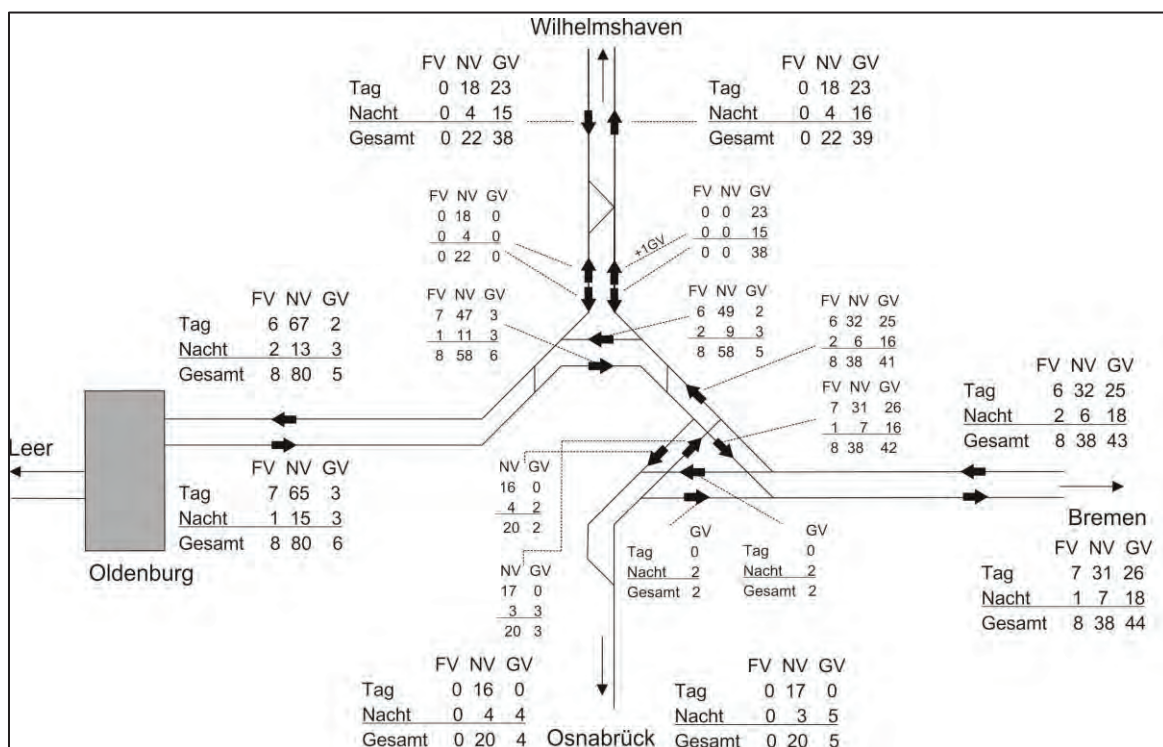 Wilhelmshaven
FV NV GV
Tag 0 18 23
Nacht 0 4 15
Gesamt 0 22 38
FV NV GV
Tag 0 18 23
Nacht 0 4 16
Gesamt 0 22 39
FV NV GV
0 18 0
0 4 0
0 22 0
FV NV GV
0 0 23
0 0 15
0 0 38
+1GV
FV NV GV
Tag 6 67 2
Nacht 2 13 3
Gesamt 8 80 5
FV NV GV
7 47 3
1 11 3
8 58 6
FV NV GV
6 49 2
2 9 3
8 58 5
FV NV GV
6 32 25
2 6 16
8 38 41
FV NV GV
7 31 26
1 7 16
8 38 42
FV NV GV
Tag 6 32 25
Nacht 2 6 18
Gesamt 8 38 43
Leer
FV NV GV
Tag 7 65 3
Nacht 1 15 3
Gesamt 8 80 6
Oldenburg
NV GV
16 0
4 2
20 2
NV GV
17 0
3 3
20 3
GV
Tag 0
Nacht 2
Gesamt 2
GV
Tag 0
Nacht 2
Gesamt 2
Bremen
FV NV GV
Tag 7 31 26
Nacht 1 7 18
Gesamt 8 38 44
FV NV GV
Tag 0 16 0
Nacht 0 4 4
Gesamt 0 20 4
FV NV GV
Tag 0 17 0
Nacht 0 3 5
Gesamt 0 20 5
Osnabrück